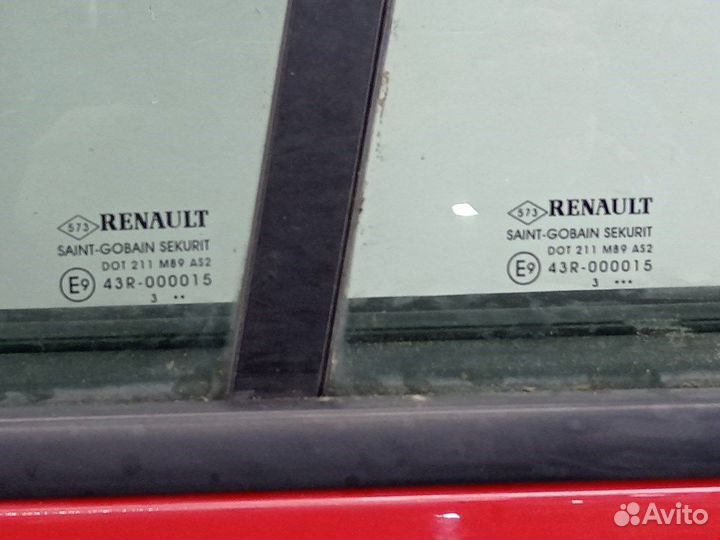 573 RENAULT
SAINT-GOBAIN SEKURIT
DOT 211 M89 AS2
E9 43R-000015
3 ••
573 RENAULT
SAINT-GOBAIN SEKURIT
DOT 211 M89 AS2
E9 43R-000015
3 •••
Avito